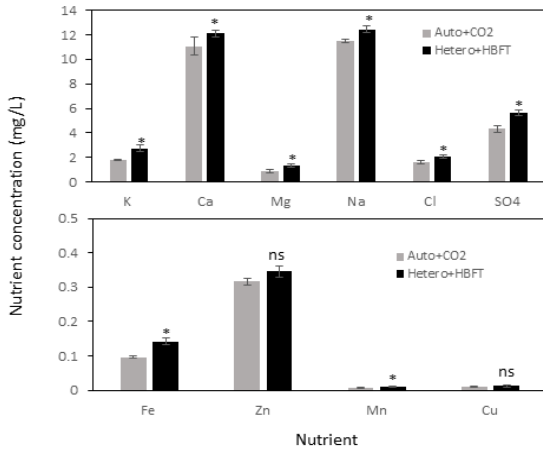 Nutrient concentration (mg/L)
14
12
10
8
6
4
2
0
Auto+CO2
Hetero+HBFT
*
*
*
*
*
*
K Ca Mg Na Cl SO4
0.5
0.4
0.3
0.2
0.1
0
Auto+CO2
Hetero+HBFT
*
ns
*
ns
Fe Zn Mn Cu
Nutrient